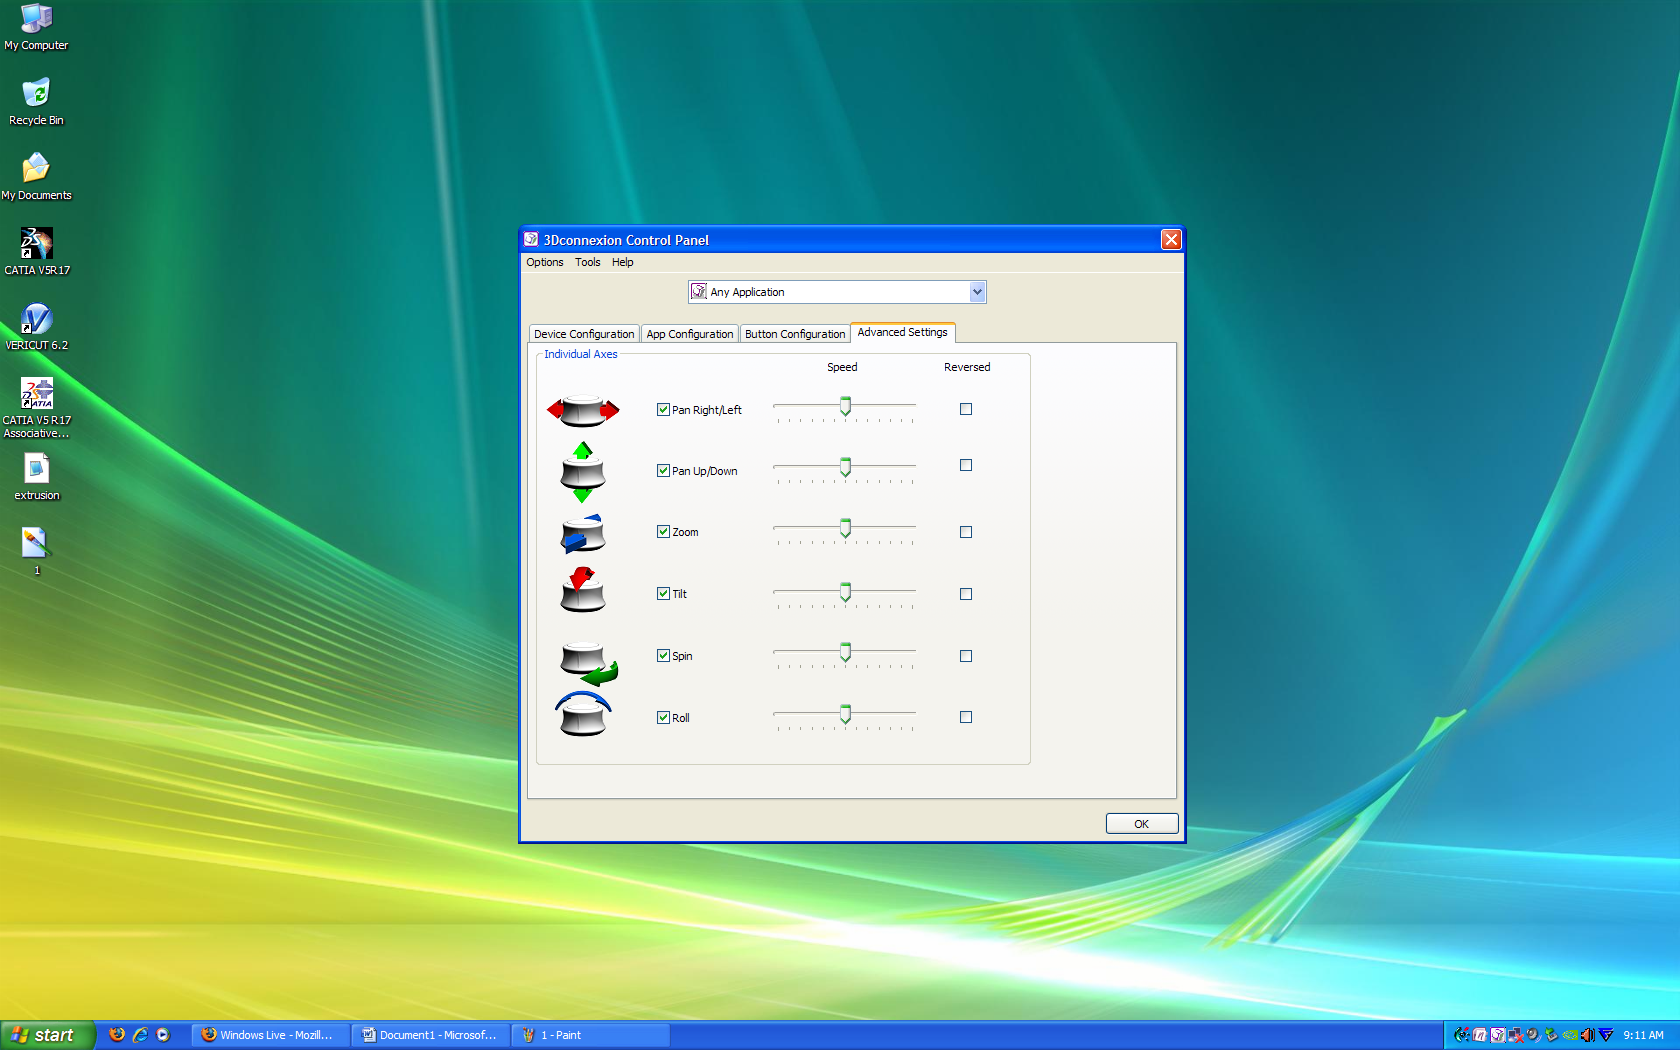 My Computer
Recycle Bin
My Documents
CATIA V5R17
VERICUT 6.2
CATIA V5 R17
Associative...
extrusion
1
3Dconnexion Control Panel
Options Tools Help
Any Application
Device Configuration App Configuration Button Configuration Advanced Settings
Individual Axes
Speed Reversed
Pan Right/Left
Pan Up/Down
Zoom
Tilt
Spin
Roll
OK
start Windows Live - Mozill... Document1 - Microsof... 1 - Paint 9:11 AM